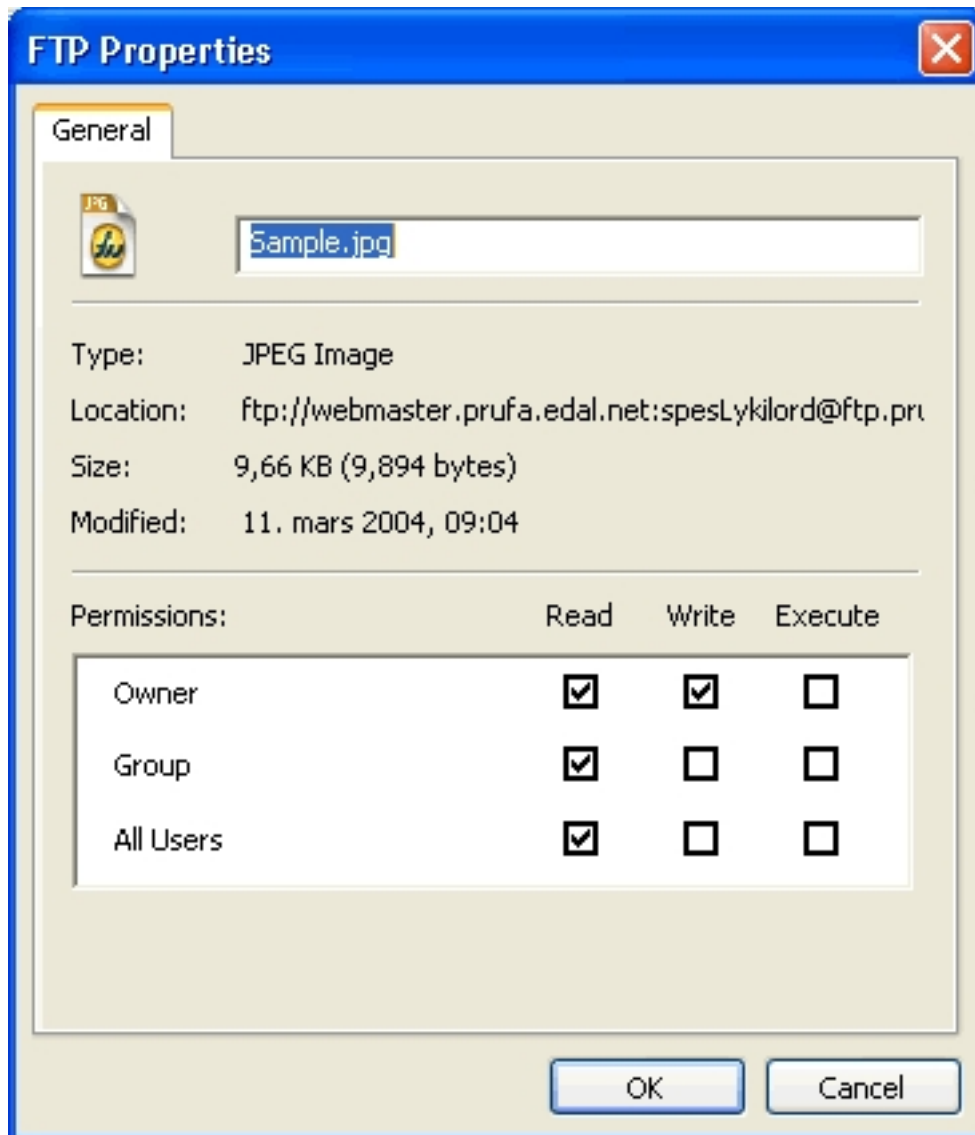 FTP Properties
General
JPG
Sample.jpg
Type: JPEG Image
Location: ftp://webmaster.prufa.edal.net:spesLykilord@ftp.pru
Size: 9,66 KB (9,894 bytes)
Modified: 11. mars 2004, 09:04
Permissions: Read Write Execute
Owner
Group
All Users
OK Cancel